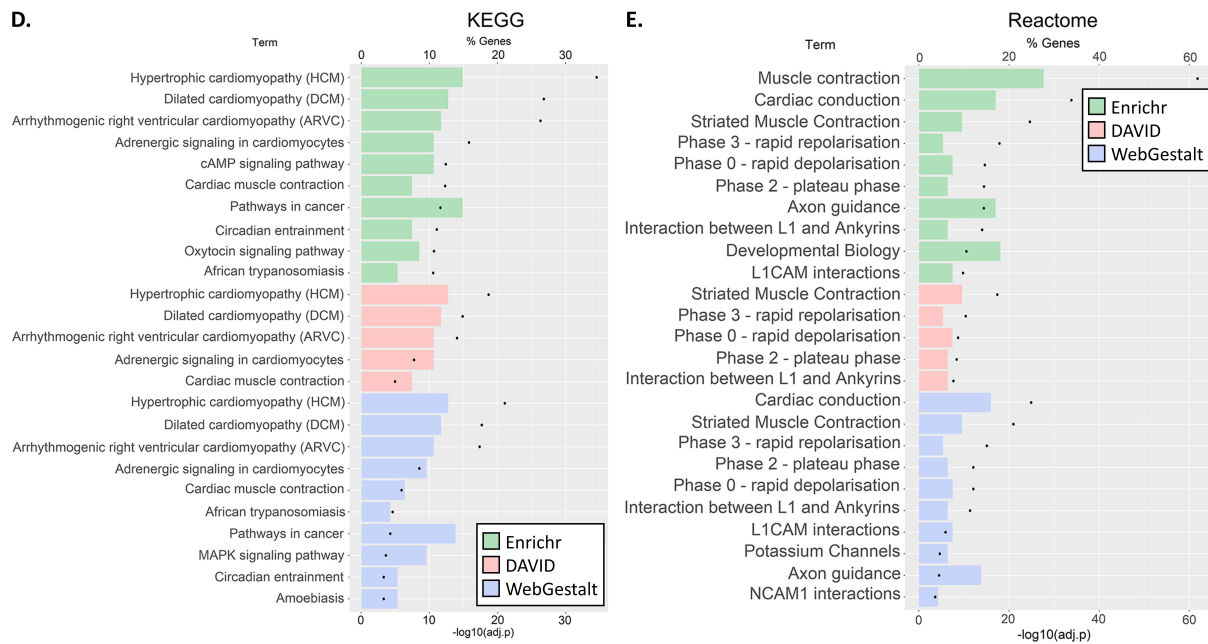 D.
KEGG
Term
% Genes
0 10 20 30
Hypertrophic cardiomyopathy (HCM)
Dilated cardiomyopathy (DCM)
Arrhythmogenic right ventricular cardiomyopathy (ARVC)
Adrenergic signaling in cardiomyocytes
cAMP signaling pathway
Cardiac muscle contraction
Pathways in cancer
Circadian entrainment
Oxytocin signaling pathway
African trypanosomiasis
Hypertrophic cardiomyopathy (HCM)
Dilated cardiomyopathy (DCM)
Arrhythmogenic right ventricular cardiomyopathy (ARVC)
Adrenergic signaling in cardiomyocytes
Cardiac muscle contraction
Hypertrophic cardiomyopathy (HCM)
Dilated cardiomyopathy (DCM)
Arrhythmogenic right ventricular cardiomyopathy (ARVC)
Adrenergic signaling in cardiomyocytes
Cardiac muscle contraction
African trypanosomiasis
Pathways in cancer
MAPK signaling pathway
Circadian entrainment
Amoebiasis
Enrichr
DAVID
WebGestalt
0 10 20 30
-log10(adj.p)
E.
Reactome
Term
% Genes
0 20 40 60
Muscle contraction
Cardiac conduction
Striated Muscle Contraction
Phase 3 - rapid repolarisation
Phase 0 - rapid depolarisation
Phase 2 - plateau phase
Axon guidance
Interaction between L1 and Ankyrins
Developmental Biology
L1CAM interactions
Striated Muscle Contraction
Phase 3 - rapid repolarisation
Phase 0 - rapid depolarisation
Phase 2 - plateau phase
Interaction between L1 and Ankyrins
Cardiac conduction
Striated Muscle Contraction
Phase 3 - rapid repolarisation
Phase 2 - plateau phase
Phase 0 - rapid depolarisation
Interaction between L1 and Ankyrins
L1CAM interactions
Potassium Channels
Axon guidance
NCAM1 interactions
Enrichr
DAVID
WebGestalt
0 20 40 60
-log10(adj.p)